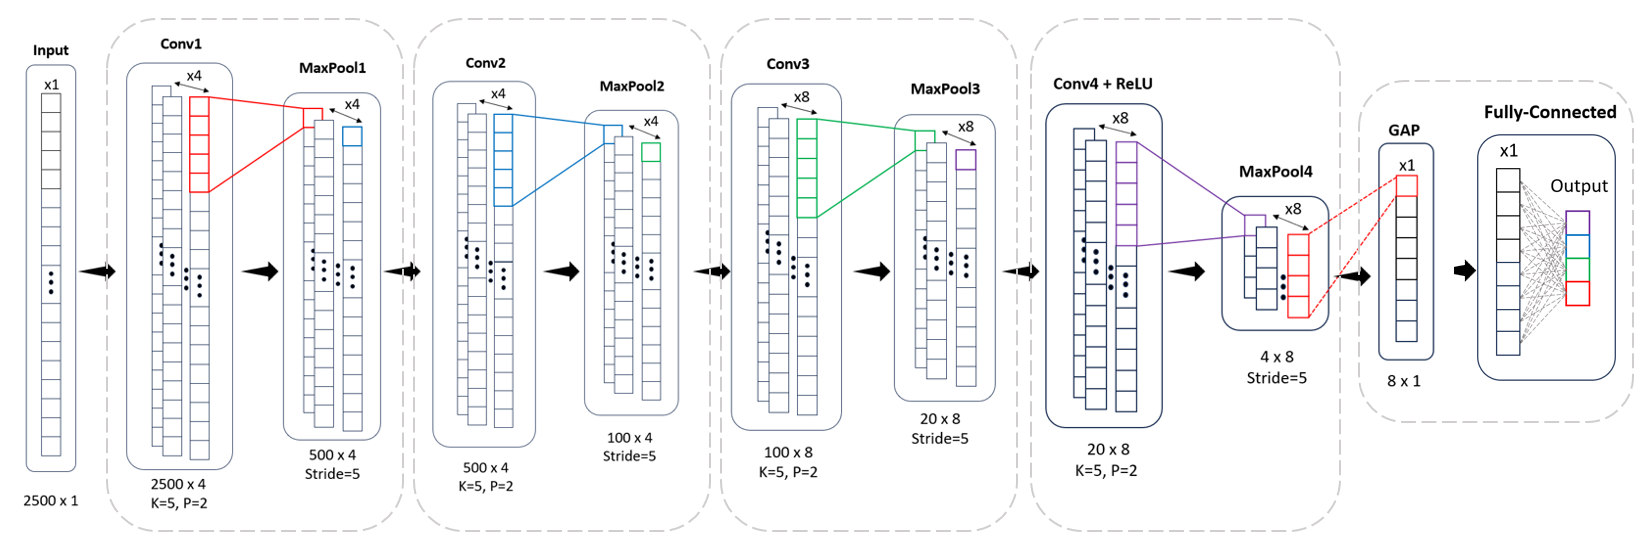 Input
x1
2500 x 1
Conv1
x4
2500 x 4
K=5, P=2
MaxPool1
x4
500 x 4
Stride=5
Conv2
x4
500 x 4
K=5, P=2
MaxPool2
x4
100 x 4
Stride=5
Conv3
x8
100 x 8
K=5, P=2
MaxPool3
x8
20 x 8
Stride=5
Conv4 + ReLU
x8
20 x 8
K=5, P=2
MaxPool4
x8
4 x 8
Stride=5
GAP
x1
8 x 1
Fully-Connected
x1
Output